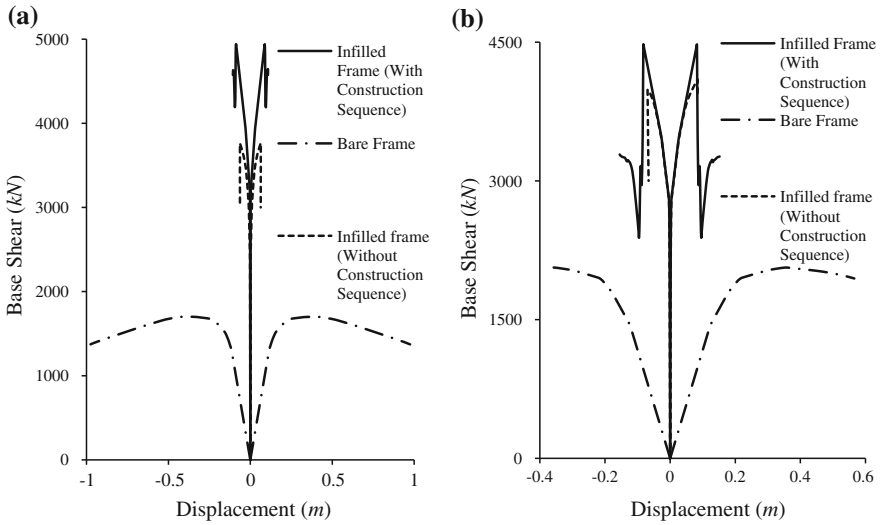 (a)
5000
4000
3000
2000
1000
0
-1
-0.5
0
0.5
1
Base Shear (kN)
Displacement (m)
Infilled
Frame (With
Construction
Sequence)
Bare Frame
Infilled frame
(Without
Construction
Sequence)
(b)
4500
3000
1500
0
-0.4
-0.2
0
0.2
0.4
0.6
Base Shear (kN)
Displacement (m)
Infilled Frame
(With
Construction
Sequence)
Bare Frame
Infilled frame
(Without
Construction
Sequence)